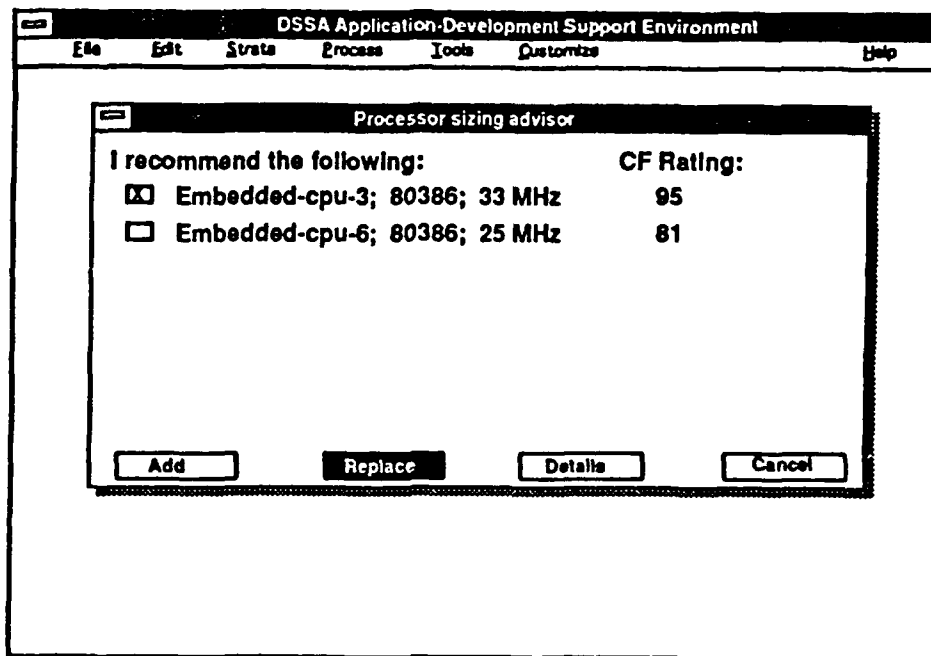 DSSA Application-Development Support Environment
File Edit Strata Process Tools Customize Help
Processor sizing advisor
I recommend the following: CF Rating:
Embedded-cpu-3; 80386; 33 MHz 95
Embedded-cpu-6; 80386; 25 MHz 81
Add Replace Details Cancel